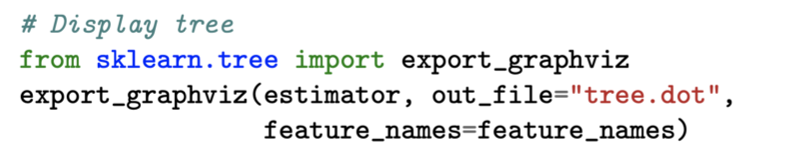 # Display tree
from sklearn.tree import export_graphviz
export_graphviz(estimator, out_file="tree.dot",
                feature_names=feature_names)